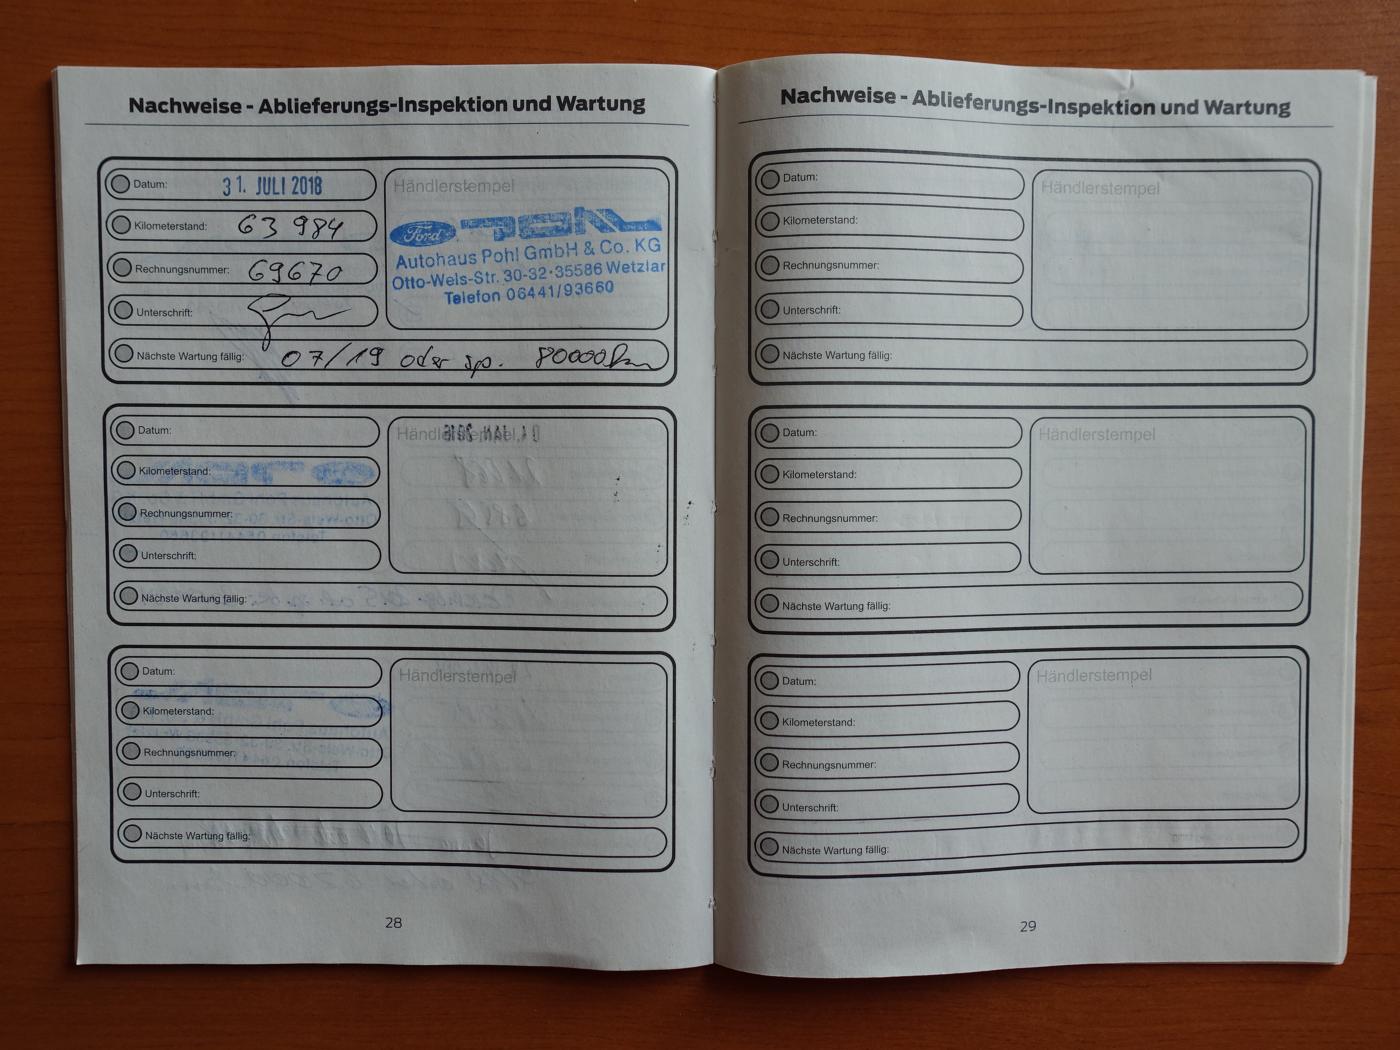 Nachweise - Ablieferungs-Inspektion und Wartung
Datum: 31. JULI 2018
Kilometerstand: 63 984
Rechnungsnummer: 69670
Unterschrift:
Händlerstempel
Ford POHL
Autohaus Pohl GmbH & Co. KG
Otto-Wels-Str. 30-32·35586 Wetzlar
Telefon 06441/93660
Nächste Wartung fällig: 07/19 oder sp. 80000km
Datum:
Kilometerstand:
Rechnungsnummer:
Unterschrift:
Händlerstempel
Nächste Wartung fällig:
Datum:
Kilometerstand:
Rechnungsnummer:
Unterschrift:
Händlerstempel
Nächste Wartung fällig:
28
Nachweise - Ablieferungs-Inspektion und Wartung
Datum:
Kilometerstand:
Rechnungsnummer:
Unterschrift:
Händlerstempel
Nächste Wartung fällig:
Datum:
Kilometerstand:
Rechnungsnummer:
Unterschrift:
Händlerstempel
Nächste Wartung fällig:
Datum:
Kilometerstand:
Rechnungsnummer:
Unterschrift:
Händlerstempel
Nächste Wartung fällig:
29